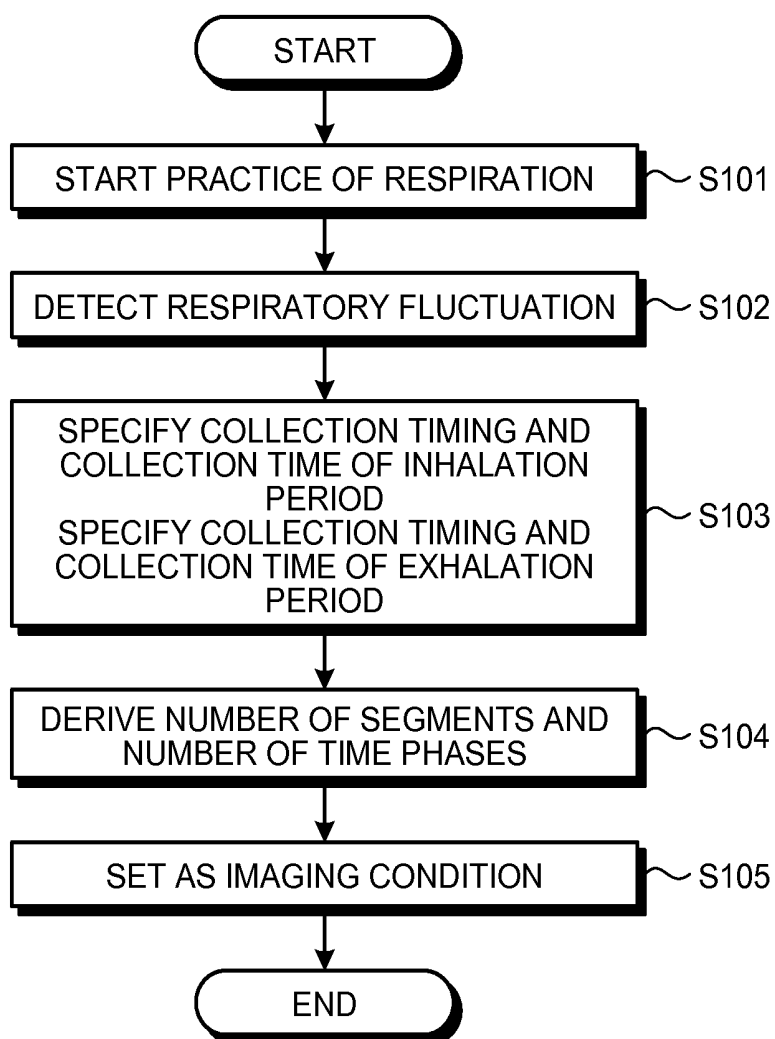 START
START PRACTICE OF RESPIRATION
S101
DETECT RESPIRATORY FLUCTUATION
S102
SPECIFY COLLECTION TIMING AND
COLLECTION TIME OF INHALATION
PERIOD
SPECIFY COLLECTION TIMING AND
COLLECTION TIME OF EXHALATION
PERIOD
S103
DERIVE NUMBER OF SEGMENTS AND
NUMBER OF TIME PHASES
S104
SET AS IMAGING CONDITION
S105
END